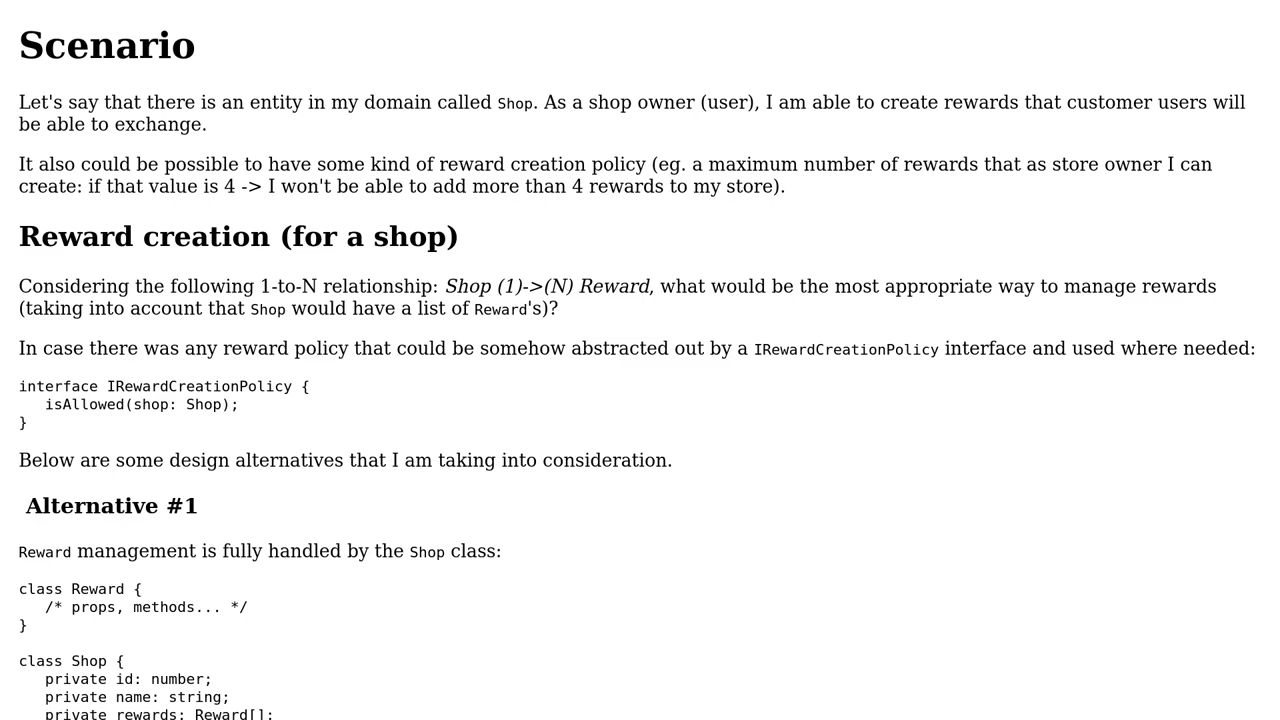 Scenario
Let's say that there is an entity in my domain called Shop. As a shop owner (user), I am able to create rewards that customer users will
be able to exchange.
It also could be possible to have some kind of reward creation policy (eg. a maximum number of rewards that as store owner I can
create: if that value is 4 -> I won't be able to add more than 4 rewards to my store).
Reward creation (for a shop)
Considering the following 1-to-N relationship: Shop (1)->(N) Reward, what would be the most appropriate way to manage rewards
(taking into account that Shop would have a list of Reward's)?
In case there was any reward policy that could be somehow abstracted out by a IRewardCreationPolicy interface and used where needed:
interface IRewardCreationPolicy {
   isAllowed(shop: Shop);
}
Below are some design alternatives that I am taking into consideration.
Alternative #1
Reward management is fully handled by the Shop class:
class Reward {
   /* props, methods... */
}
class Shop {
   private id: number;
   private name: string;
   private rewards: Reward[];